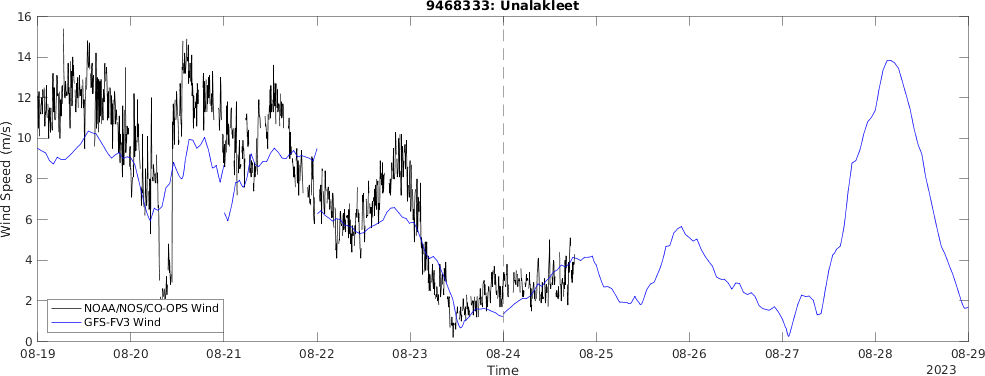 9468333: Unalakleet
16
14
12
10
8
6
4
2
0
Wind Speed (m/s)
NOAA/NOS/CO-OPS Wind
GFS-FV3 Wind
08-19 08-20 08-21 08-22 08-23 08-24 08-25 08-26 08-27 08-28 08-29
Time
2023